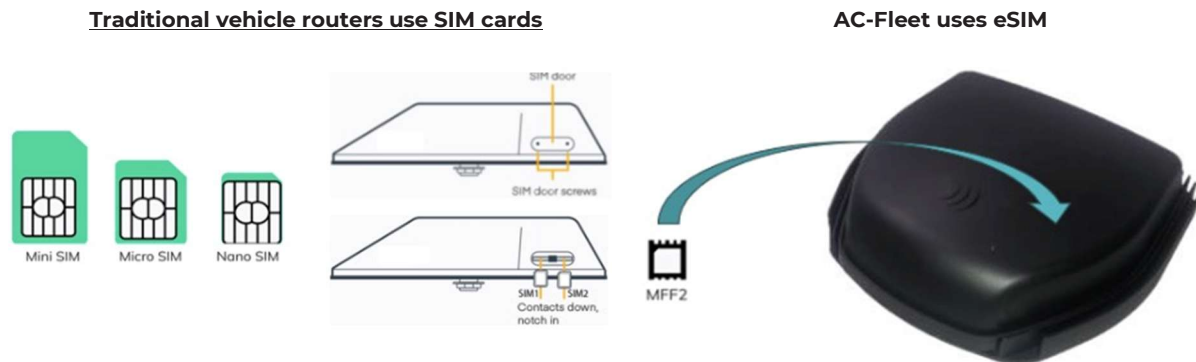 Traditional vehicle routers use SIM cards
AC-Fleet uses eSIM
Mini SIM
Micro SIM
Nano SIM
SIM door
SIM door screws
SIM1
SIM2
Contacts down,
notch in
MFF2